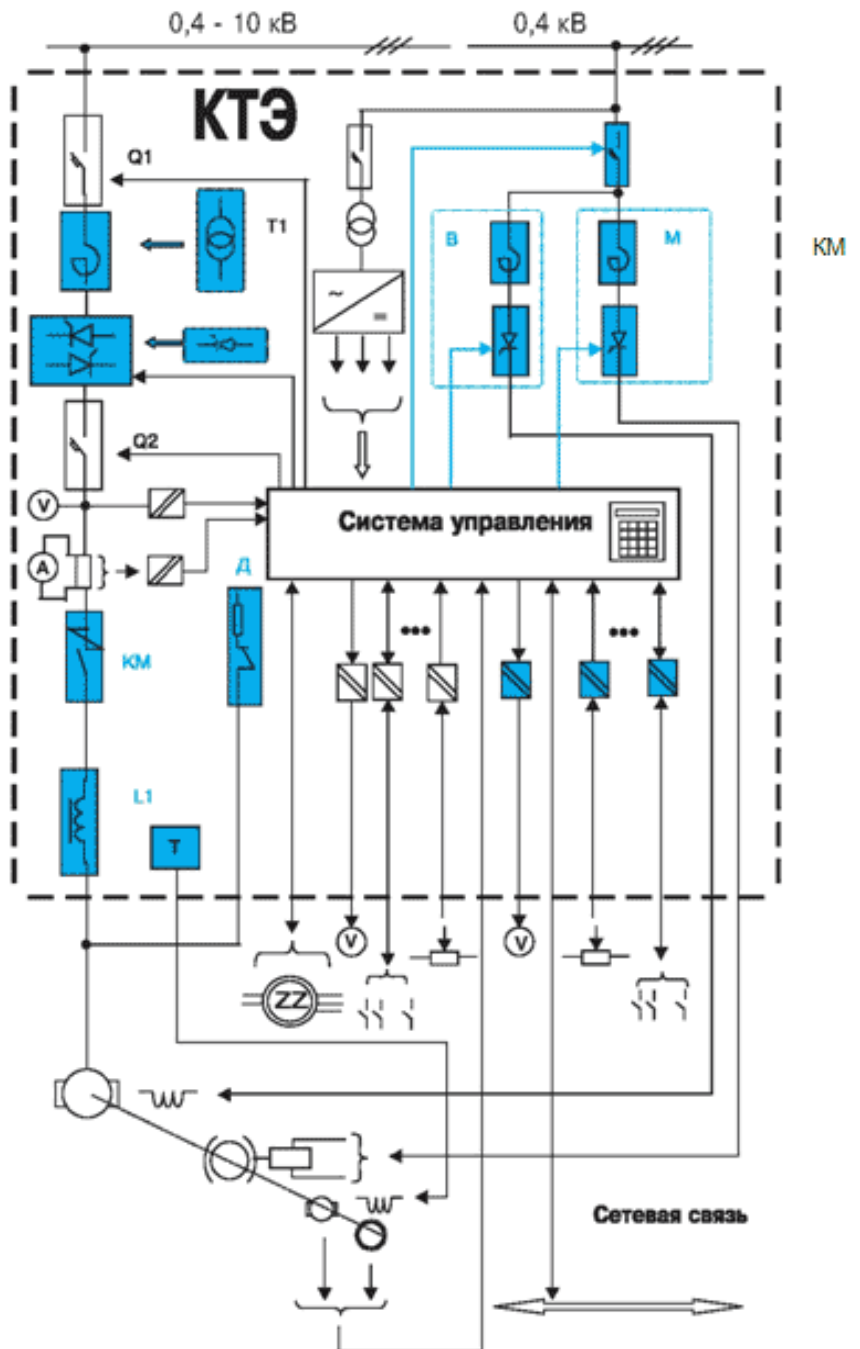 0,4 - 10 кВ
0,4 кВ
КТЭ
Q1
T1
В
М
КМ
~
=
Q2
V
Система управления
A
Д
КМ
L1
Т
V
V
ZZ
Сетевая связь